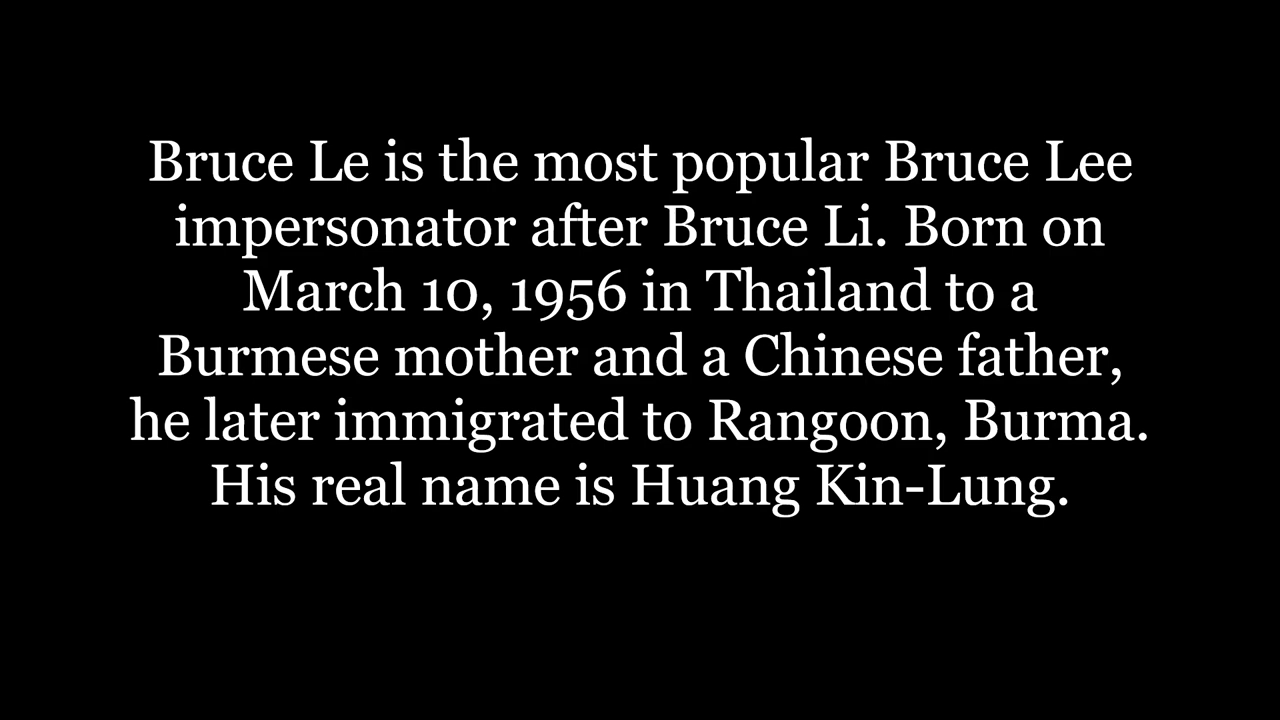 Bruce Le is the most popular Bruce Lee
impersonator after Bruce Li. Born on
March 10, 1956 in Thailand to a
Burmese mother and a Chinese father,
he later immigrated to Rangoon, Burma.
His real name is Huang Kin-Lung.